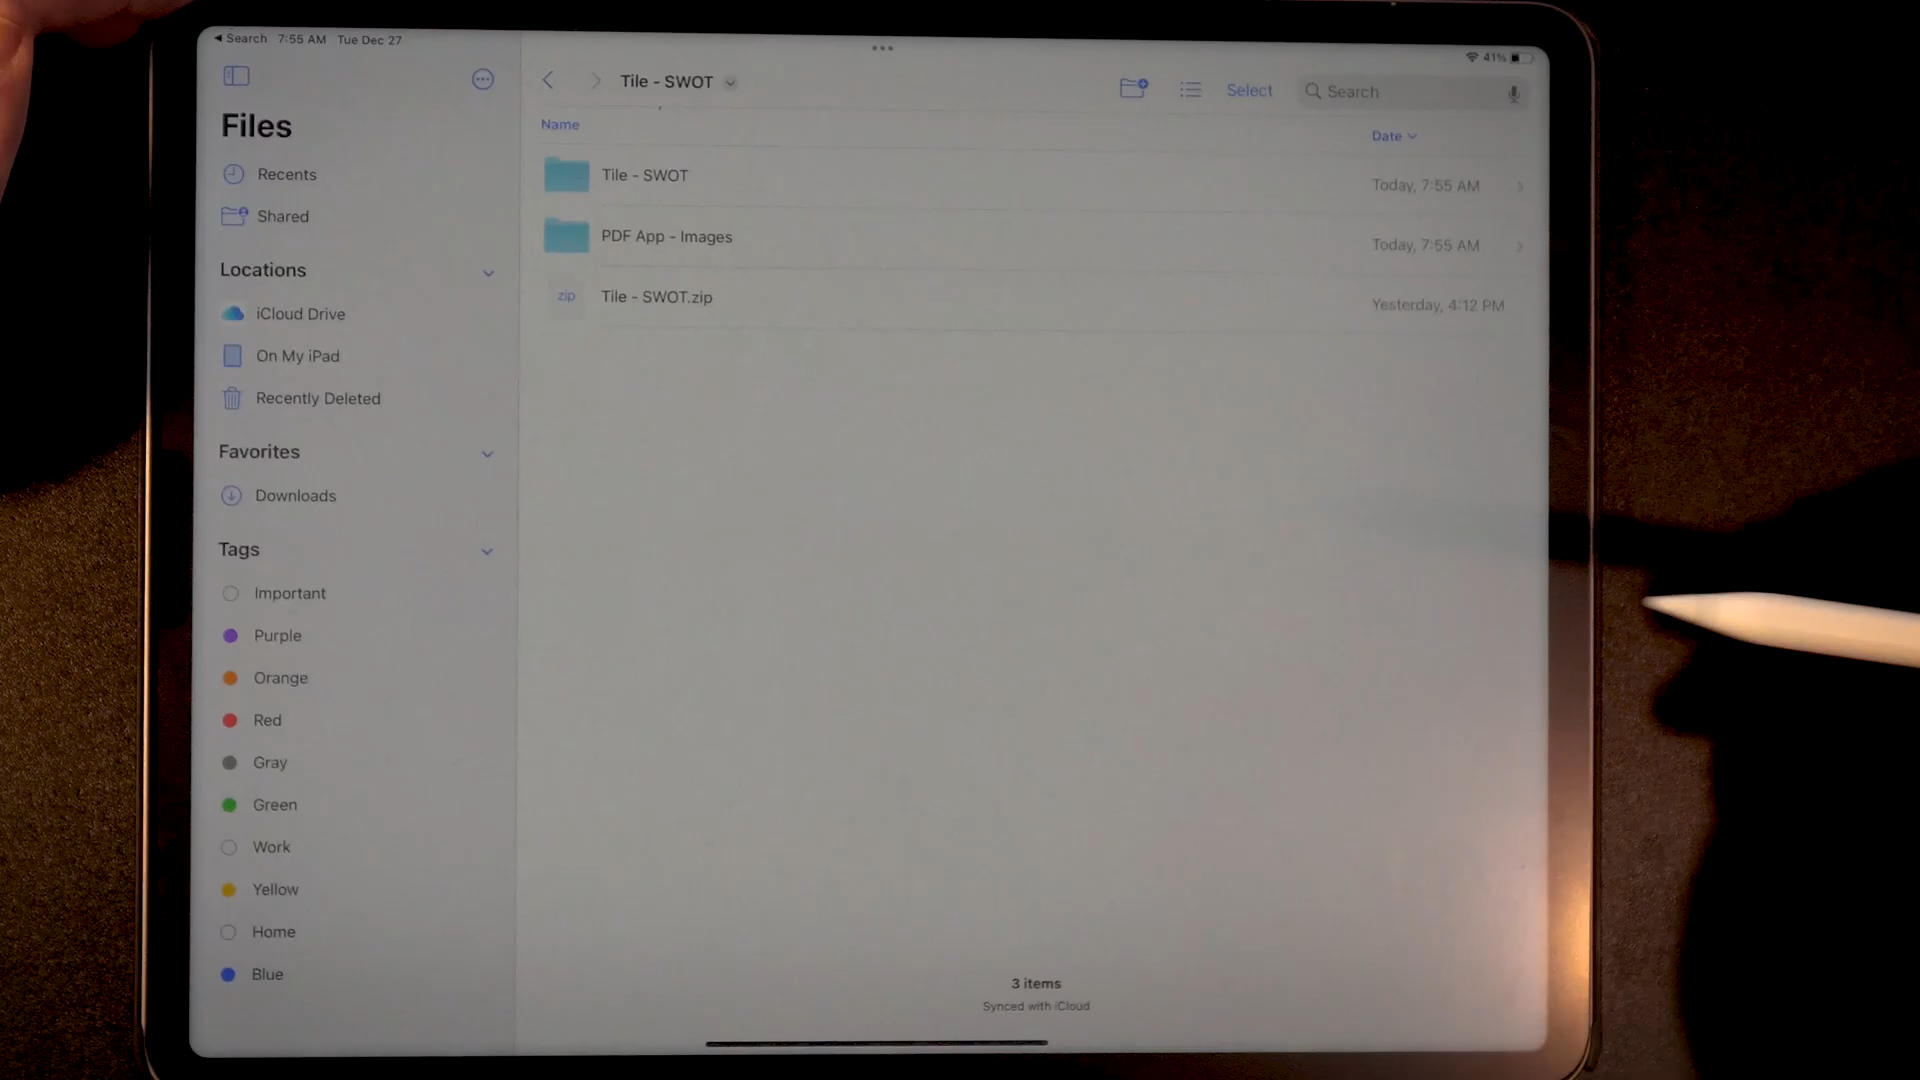 Search 7:55 AM Tue Dec 27
41%
Files
Recents
Shared
Locations
iCloud Drive
On My iPad
Recently Deleted
Favorites
Downloads
Tags
Important
Purple
Orange
Red
Gray
Green
Work
Yellow
Home
Blue
Tile - SWOT
Select
Search
Name
Date
Tile - SWOT
Today, 7:55 AM
PDF App - Images
Today, 7:55 AM
zip
Tile - SWOT.zip
Yesterday, 4:12 PM
3 items
Synced with iCloud